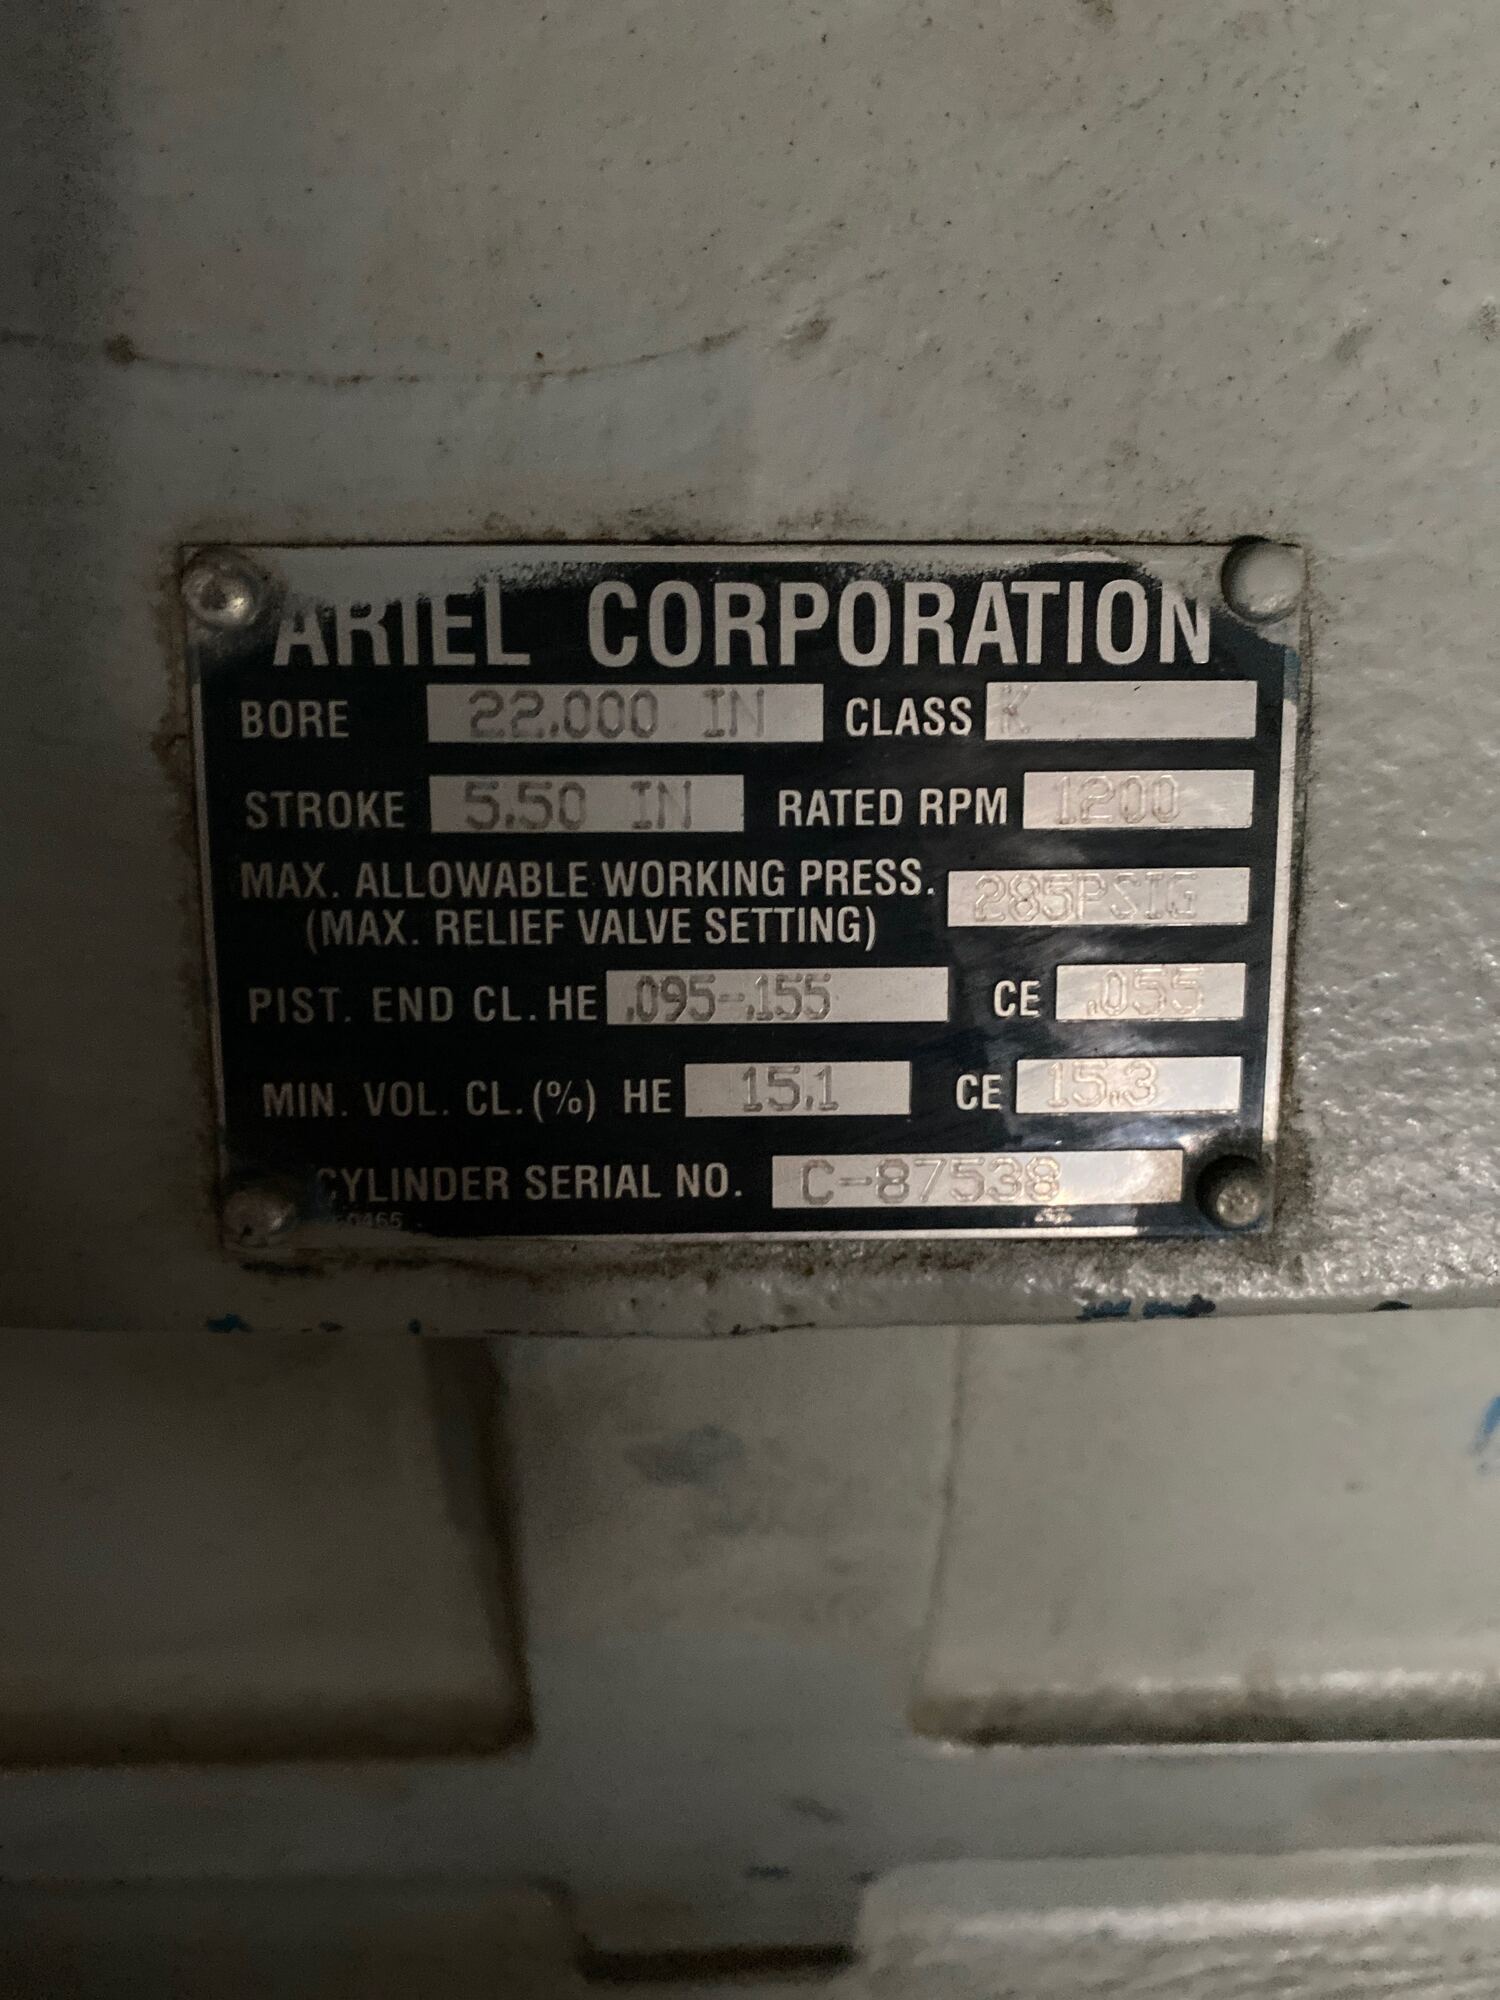 ARIEL CORPORATION
BORE 22.000 IN CLASS K
STROKE 5.50 IN RATED RPM 1200
MAX. ALLOWABLE WORKING PRESS. 285PSIG
(MAX. RELIEF VALVE SETTING)
PIST. END CL. HE .095-.155 CE .055
MIN. VOL. CL. (%) HE 15.1 CE 15.3
CYLINDER SERIAL NO. C-87538